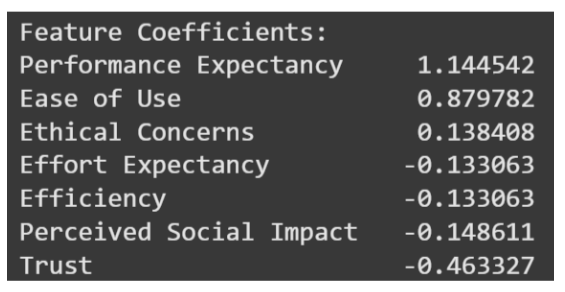 Feature Coefficients:
Performance Expectancy 1.144542
Ease of Use 0.879782
Ethical Concerns 0.138408
Effort Expectancy -0.133063
Efficiency -0.133063
Perceived Social Impact -0.148611
Trust -0.463327